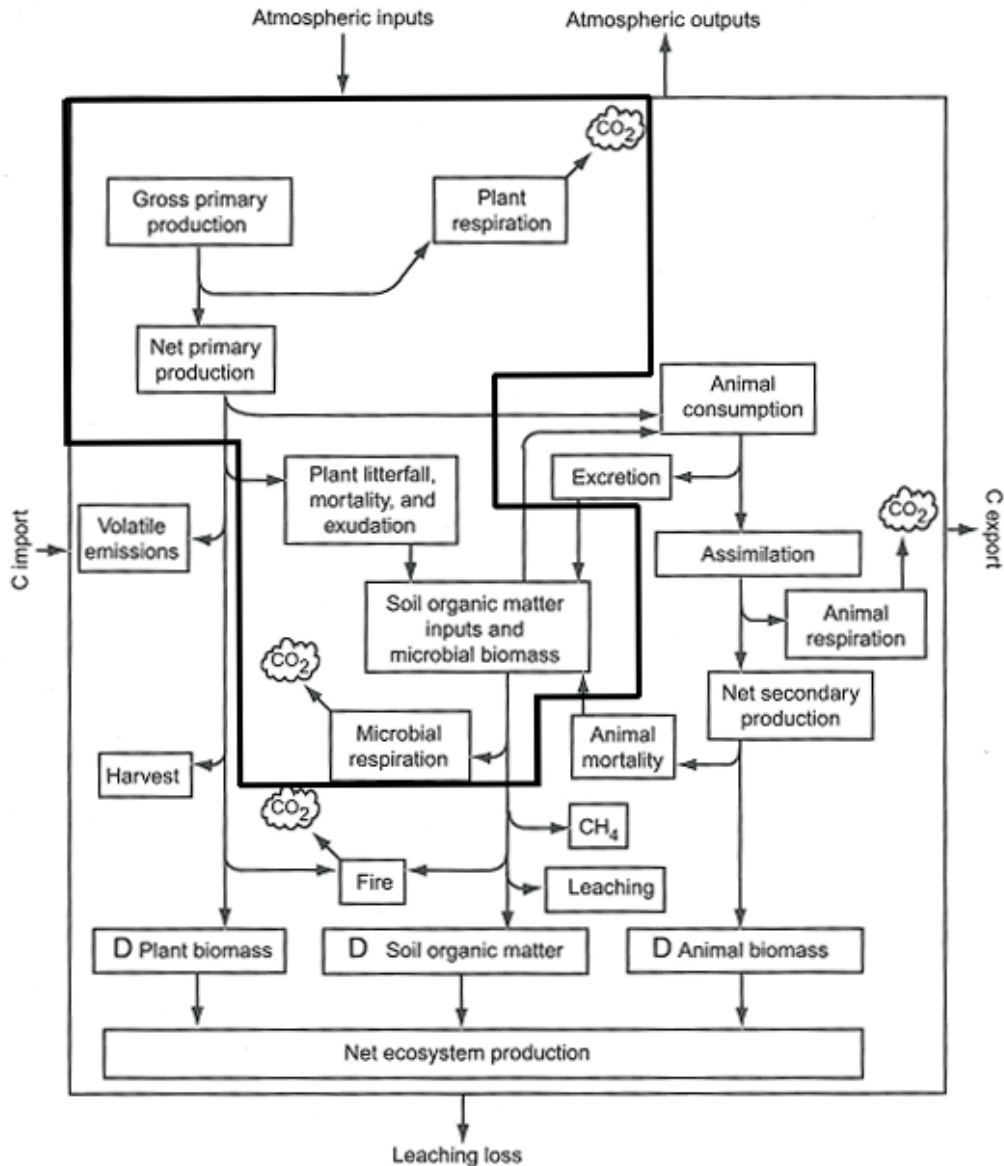 Atmospheric inputs
Atmospheric outputs
CO2
Gross primary
production
Plant
respiration
Net primary
production
Animal
consumption
Plant litterfall,
mortality, and
exudation
Excretion
CO2
Volatile
emissions
C import
C export
Assimilation
Soil organic matter
inputs and
microbial biomass
Animal
respiration
CO2
Net secondary
production
Microbial
respiration
Animal
mortality
Harvest
CO2
CH4
Fire
Leaching
D Plant biomass
D Soil organic matter
D Animal biomass
Net ecosystem production
Leaching loss